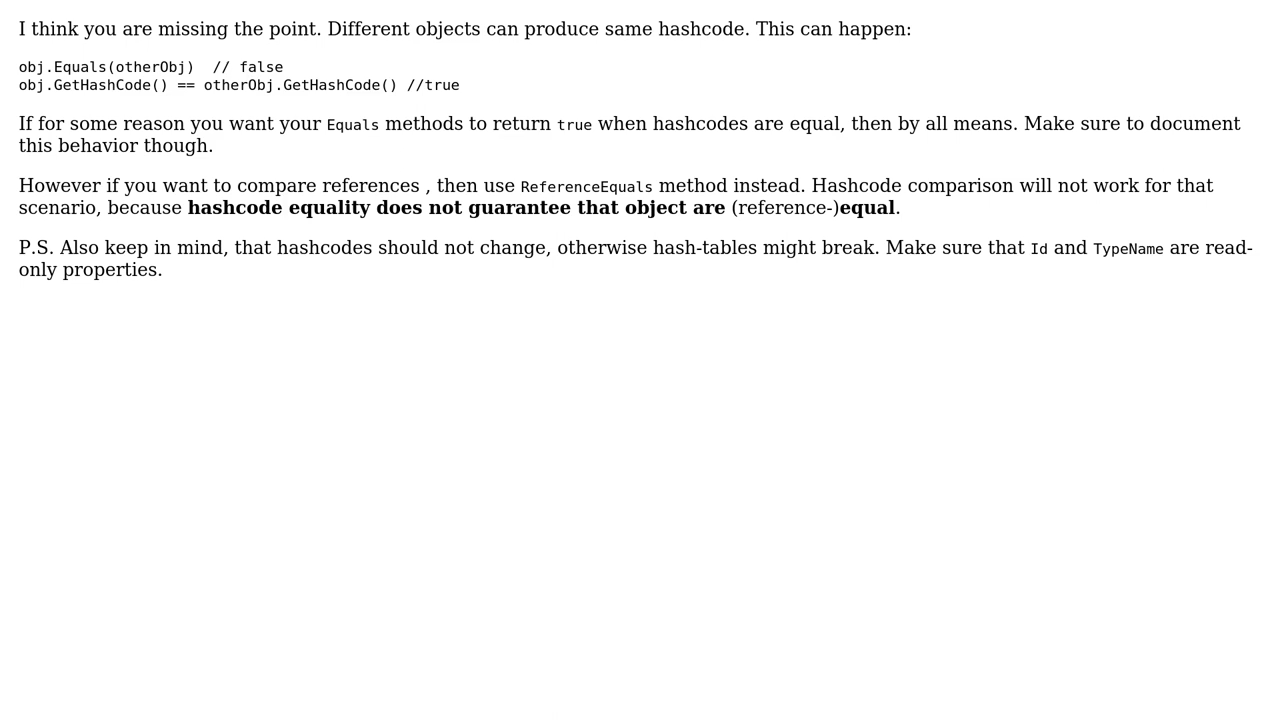 I think you are missing the point. Different objects can produce same hashcode. This can happen:
obj.Equals(otherObj)  // false
obj.GetHashCode() == otherObj.GetHashCode() //true
If for some reason you want your Equals methods to return true when hashcodes are equal, then by all means. Make sure to document
this behavior though.
However if you want to compare references , then use ReferenceEquals method instead. Hashcode comparison will not work for that
scenario, because hashcode equality does not guarantee that object are (reference-)equal.
P.S. Also keep in mind, that hashcodes should not change, otherwise hash-tables might break. Make sure that Id and TypeName are read-
only properties.